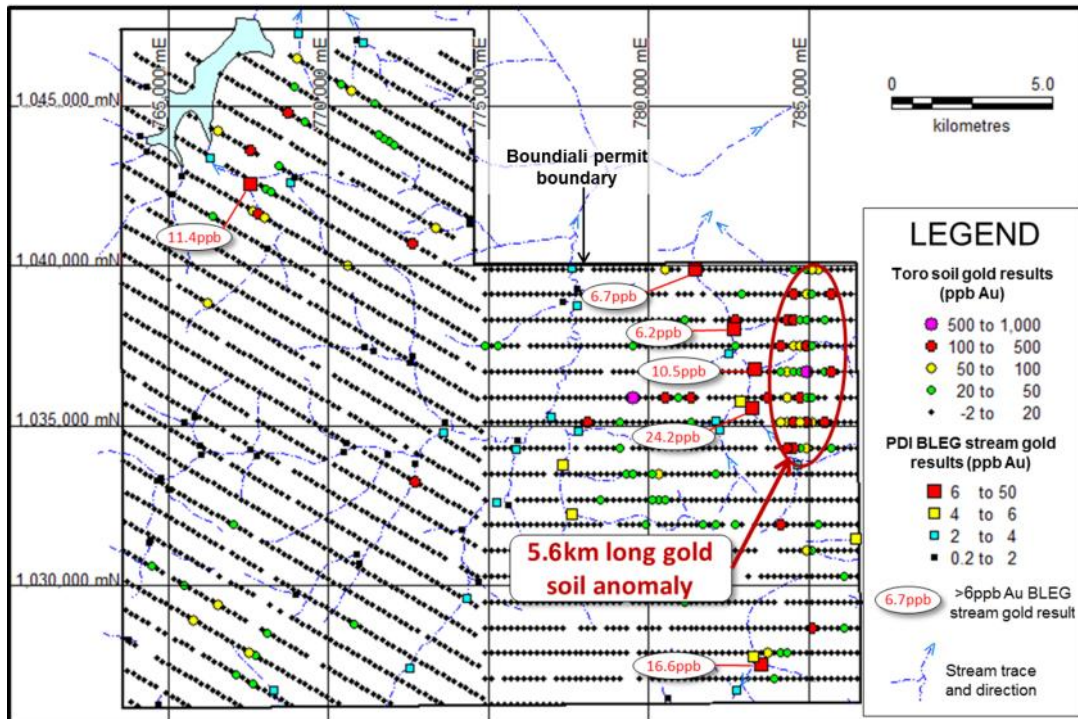 765,000 mE
770,000 mE
775,000 mE
780,000 mE
785,000 mE
0 5.0
kilometres
1,045,000 mN
Boundiali permit
boundary
11.4ppb
1,040,000 mN
6.7ppb
6.2ppb
10.5ppb
1,035,000 mN
24.2ppb
5.6km long gold
soil anomaly
1,030,000 mN
16.6ppb
LEGEND
Toro soil gold results
(ppb Au)
500 to 1,000
100 to 500
50 to 100
20 to 50
-2 to 20
PDI BLEG stream gold
results (ppb Au)
6 to 50
4 to 6
2 to 4
0.2 to 2
6.7ppb >6ppb Au BLEG
stream gold result
Stream trace
and direction